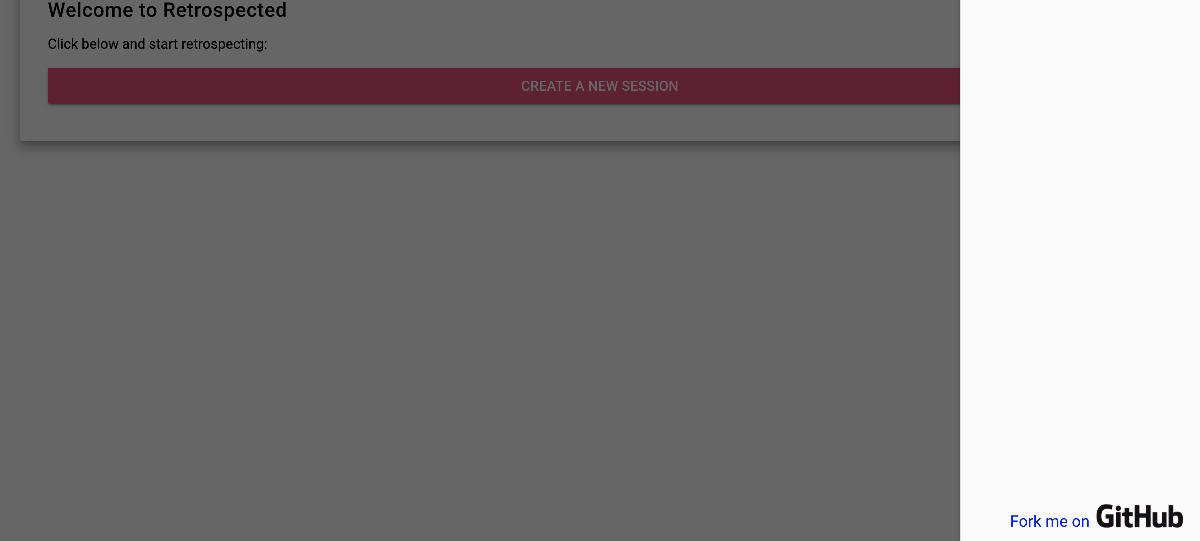 Welcome to Retrospected
Click below and start retrospecting:
CREATE A NEW SESSION
Fork me on GitHub